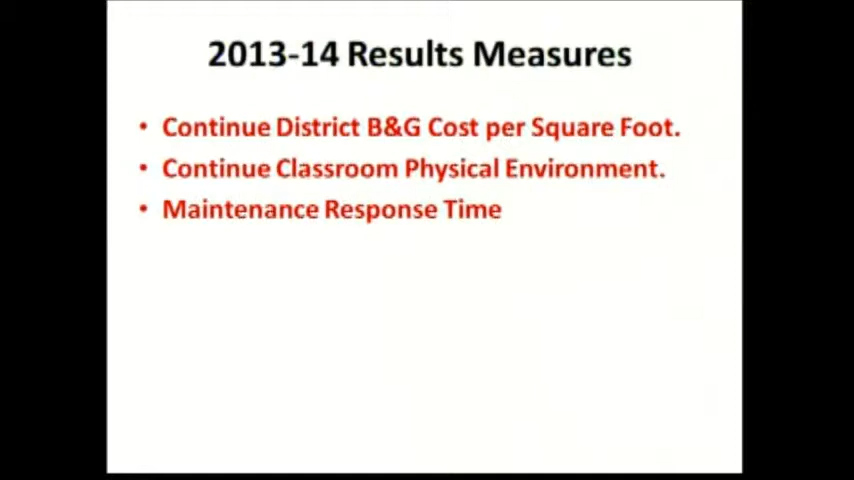 2013-14 Results Measures
• Continue District B&G Cost per Square Foot.
• Continue Classroom Physical Environment.
• Maintenance Response Time